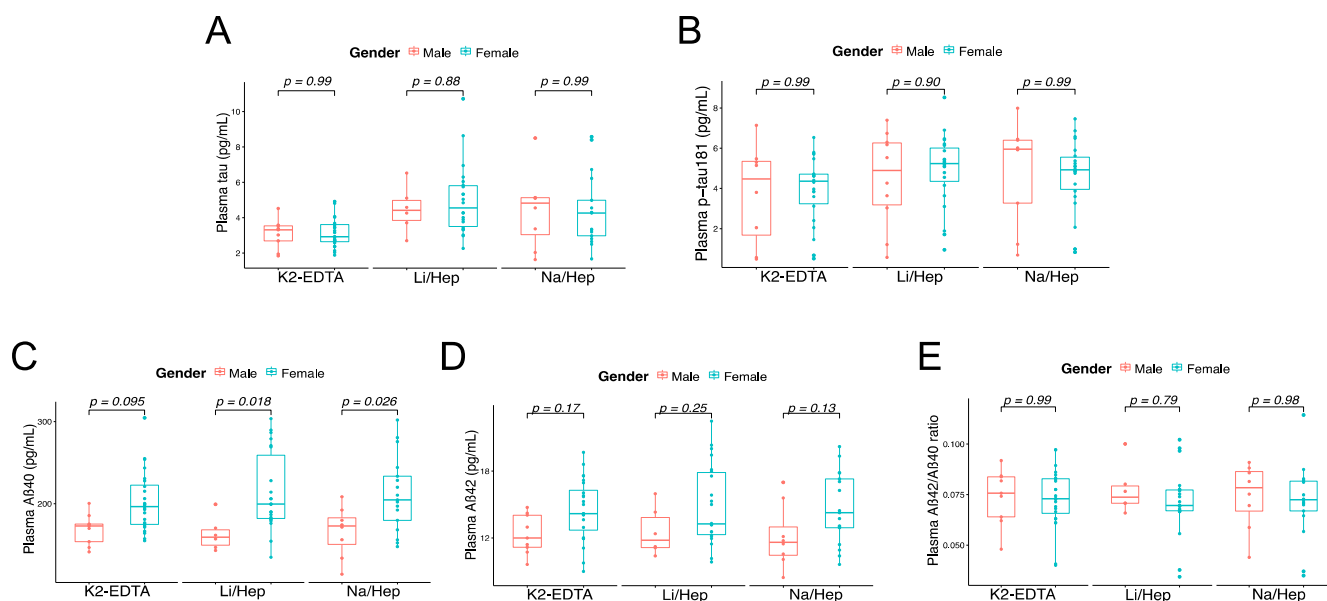 A
Gender Male Female
p = 0.99 p = 0.88 p = 0.99
Plasma tau (pg/mL)
10
8
6
4
2
K2-EDTA Li/Hep Na/Hep
B
Gender Male Female
p = 0.99 p = 0.90 p = 0.99
Plasma p-tau181 (pg/mL)
8
6
4
2
K2-EDTA Li/Hep Na/Hep
C
Gender Male Female
p = 0.095 p = 0.018 p = 0.026
Plasma Aß40 (pg/mL)
300
200
K2-EDTA Li/Hep Na/Hep
D
Gender Male Female
p = 0.17 p = 0.25 p = 0.13
Plasma Aß42 (pg/mL)
18
12
K2-EDTA Li/Hep Na/Hep
E
Gender Male Female
p = 0.99 p = 0.79 p = 0.98
Plasma Aß42/Aß40 ratio
0.100
0.075
0.050
K2-EDTA Li/Hep Na/Hep